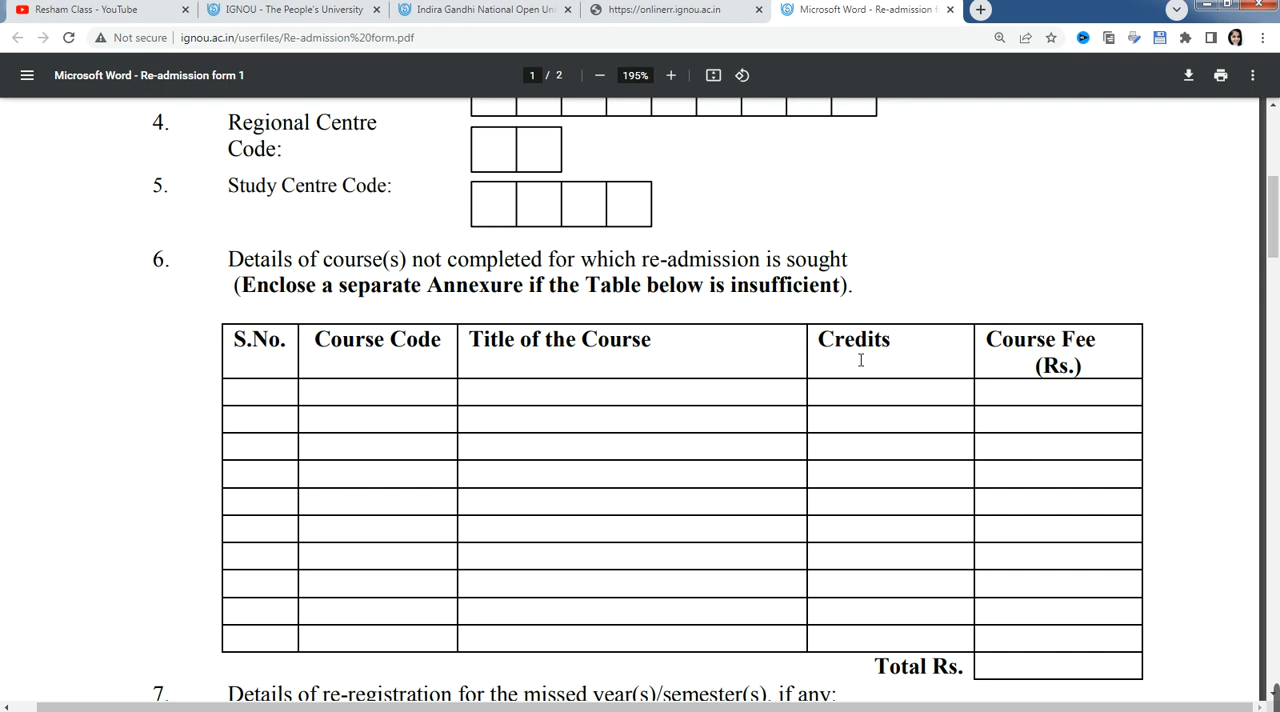 Resham Class - YouTube
IGNOU - The People's University
Indira Gandhi National Open Uni
https://onlinerr.ignou.ac.in
Microsoft Word - Re-admission f
Not secure
ignou.ac.in/userfiles/Re-admission%20form.pdf
Microsoft Word - Re-admission form 1
1 / 2
195%
4. Regional Centre
Code:
5. Study Centre Code:
6. Details of course(s) not completed for which re-admission is sought
(Enclose a separate Annexure if the Table below is insufficient).
S.No. Course Code Title of the Course Credits Course Fee
(Rs.)
Total Rs.
7. Details of re-registration for the missed year(s)/semester(s), if any: